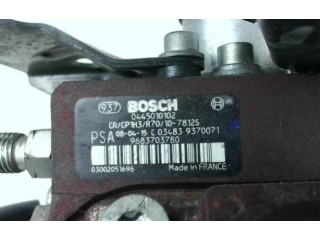 937 BOSCH
0445010102
CR/CP1H3/R70/10-7812S
PSA 08-04-15 C 03483 9370071
9683703780
03002051696 Made in FRANCE